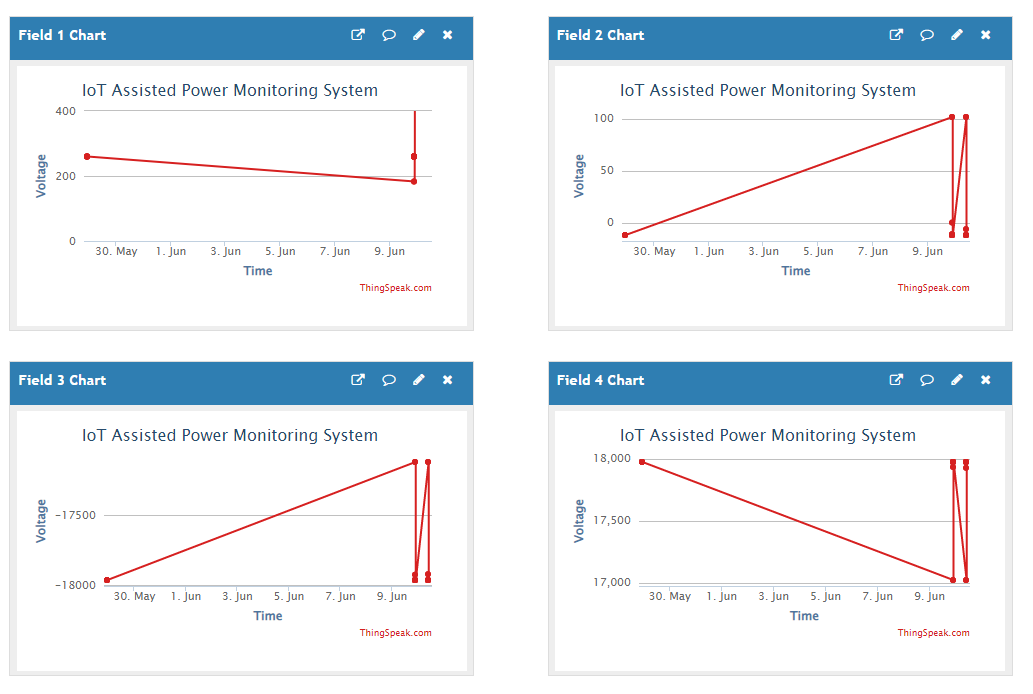 Field 1 Chart
IoT Assisted Power Monitoring System
400
200
0
Voltage
30. May 1. Jun 3. Jun 5. Jun 7. Jun 9. Jun
Time
ThingSpeak.com
Field 2 Chart
IoT Assisted Power Monitoring System
100
50
0
Voltage
30. May 1. Jun 3. Jun 5. Jun 7. Jun 9. Jun
Time
ThingSpeak.com
Field 3 Chart
IoT Assisted Power Monitoring System
-17500
-18000
Voltage
30. May 1. Jun 3. Jun 5. Jun 7. Jun 9. Jun
Time
ThingSpeak.com
Field 4 Chart
IoT Assisted Power Monitoring System
18,000
17,500
17,000
Voltage
30. May 1. Jun 3. Jun 5. Jun 7. Jun 9. Jun
Time
ThingSpeak.com